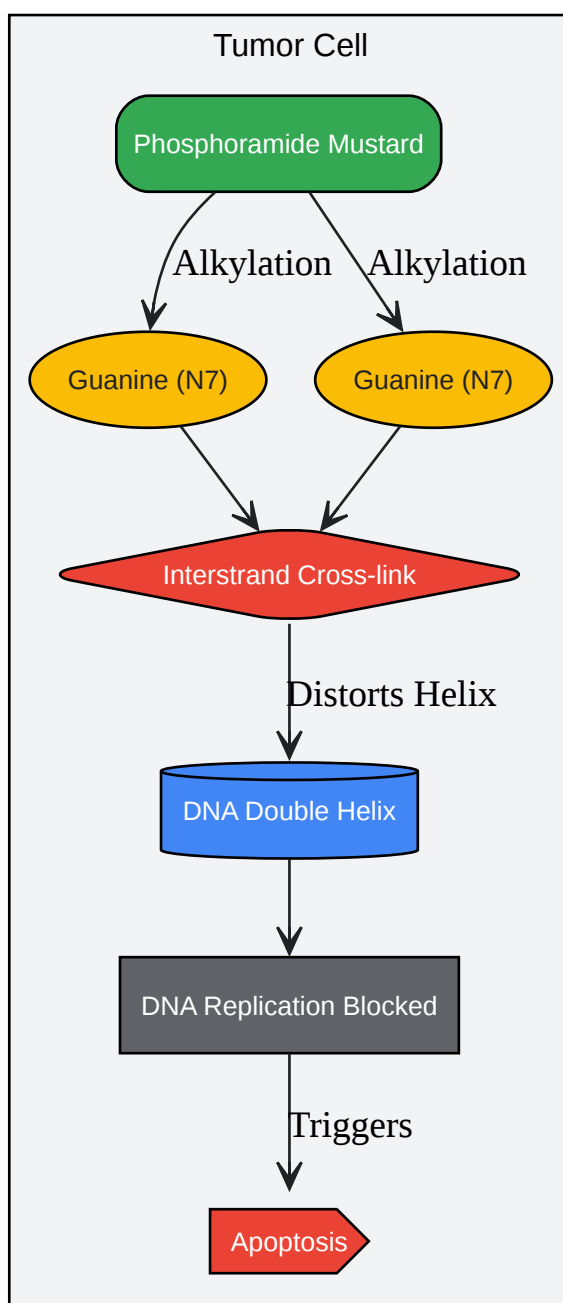 Tumor Cell
Phosphoramide Mustard
Alkylation
Alkylation
Guanine (N7)
Guanine (N7)
Interstrand Cross-link
Distorts Helix
DNA Double Helix
DNA Replication Blocked
Triggers
Apoptosis